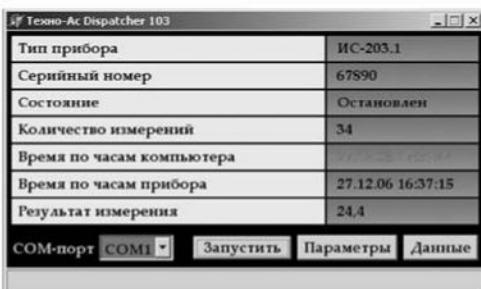 Техно-Ас Dispatcher 103
Тип прибора ИС-203.1
Серийный номер 67890
Состояние Остановлен
Количество измерений 34
Время по часам компьютера
Время по часам прибора 27.12.06 16:37:15
Результат измерения 24,4
COM-порт COM1 Запустить Параметры Данные